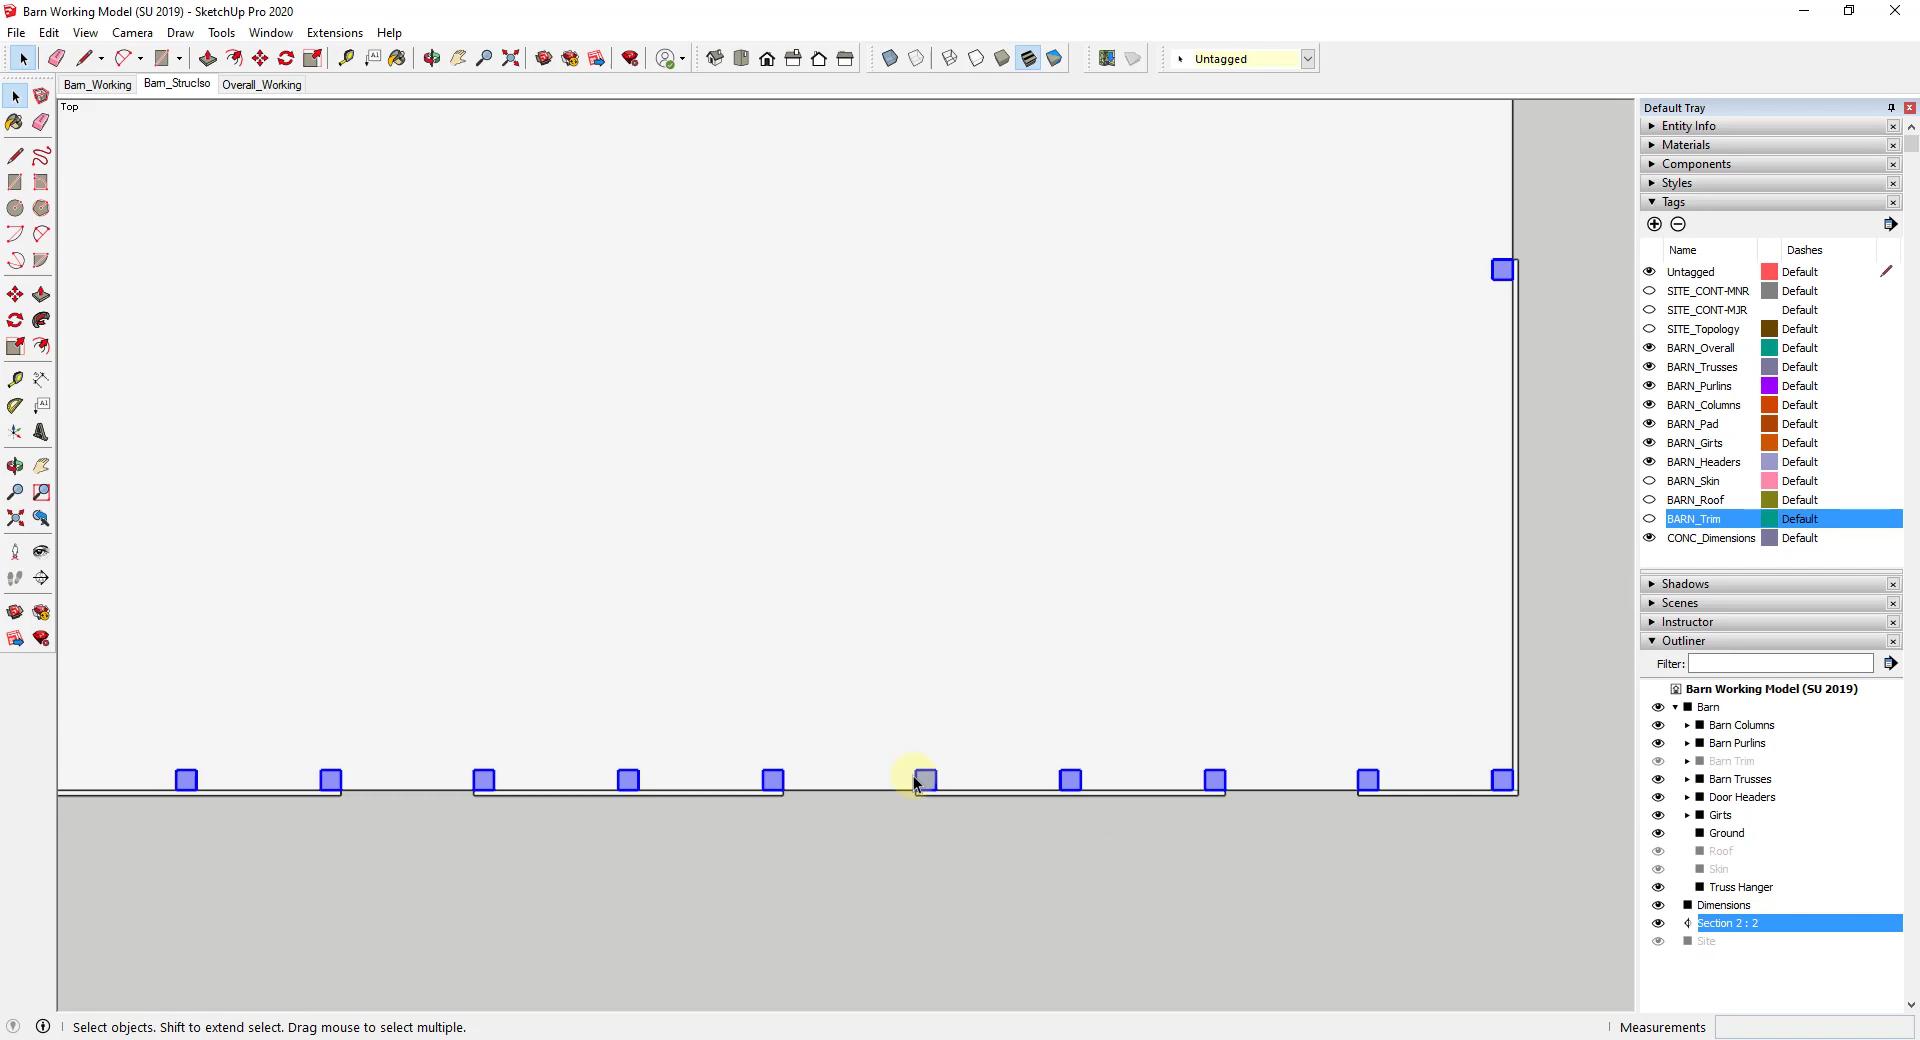 Barn Working Model (SU 2019) - SketchUp Pro 2020
File Edit View Camera Draw Tools Window Extensions Help
A1
Untagged
Barn_Working Barn_StrucIso Overall_Working
Top
Default Tray
Entity Info
Materials
Components
Styles
Tags
Name Dashes
Untagged Default
SITE_CONT-MNR Default
SITE_CONT-MJR Default
SITE_Topology Default
BARN_Overall Default
BARN_Trusses Default
BARN_Purlins Default
BARN_Columns Default
BARN_Pad Default
BARN_Girts Default
BARN_Headers Default
BARN_Skin Default
BARN_Roof Default
BARN_Trim Default
CONC_Dimensions Default
Shadows
Scenes
Instructor
Outliner
Filter:
Barn Working Model (SU 2019)
Barn
Barn Columns
Barn Purlins
Barn Trim
Barn Trusses
Door Headers
Girts
Ground
Roof
Skin
Truss Hanger
Dimensions
Section 2 : 2
Site
A1
Select objects. Shift to extend select. Drag mouse to select multiple.
Measurements